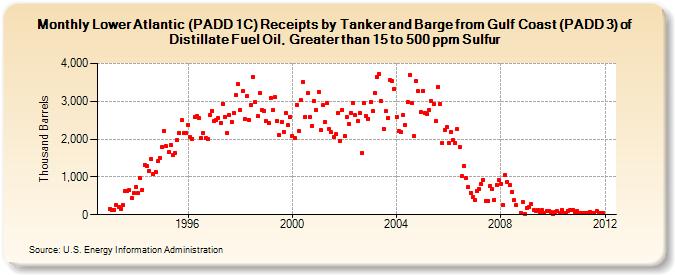 Monthly Lower Atlantic (PADD 1C) Receipts by Tanker and Barge from Gulf Coast (PADD 3) of
Distillate Fuel Oil, Greater than 15 to 500 ppm Sulfur
Thousand Barrels
4,000
3,000
2,000
1,000
0
1996
2000
2004
2008
2012
Source: U.S. Energy Information Administration